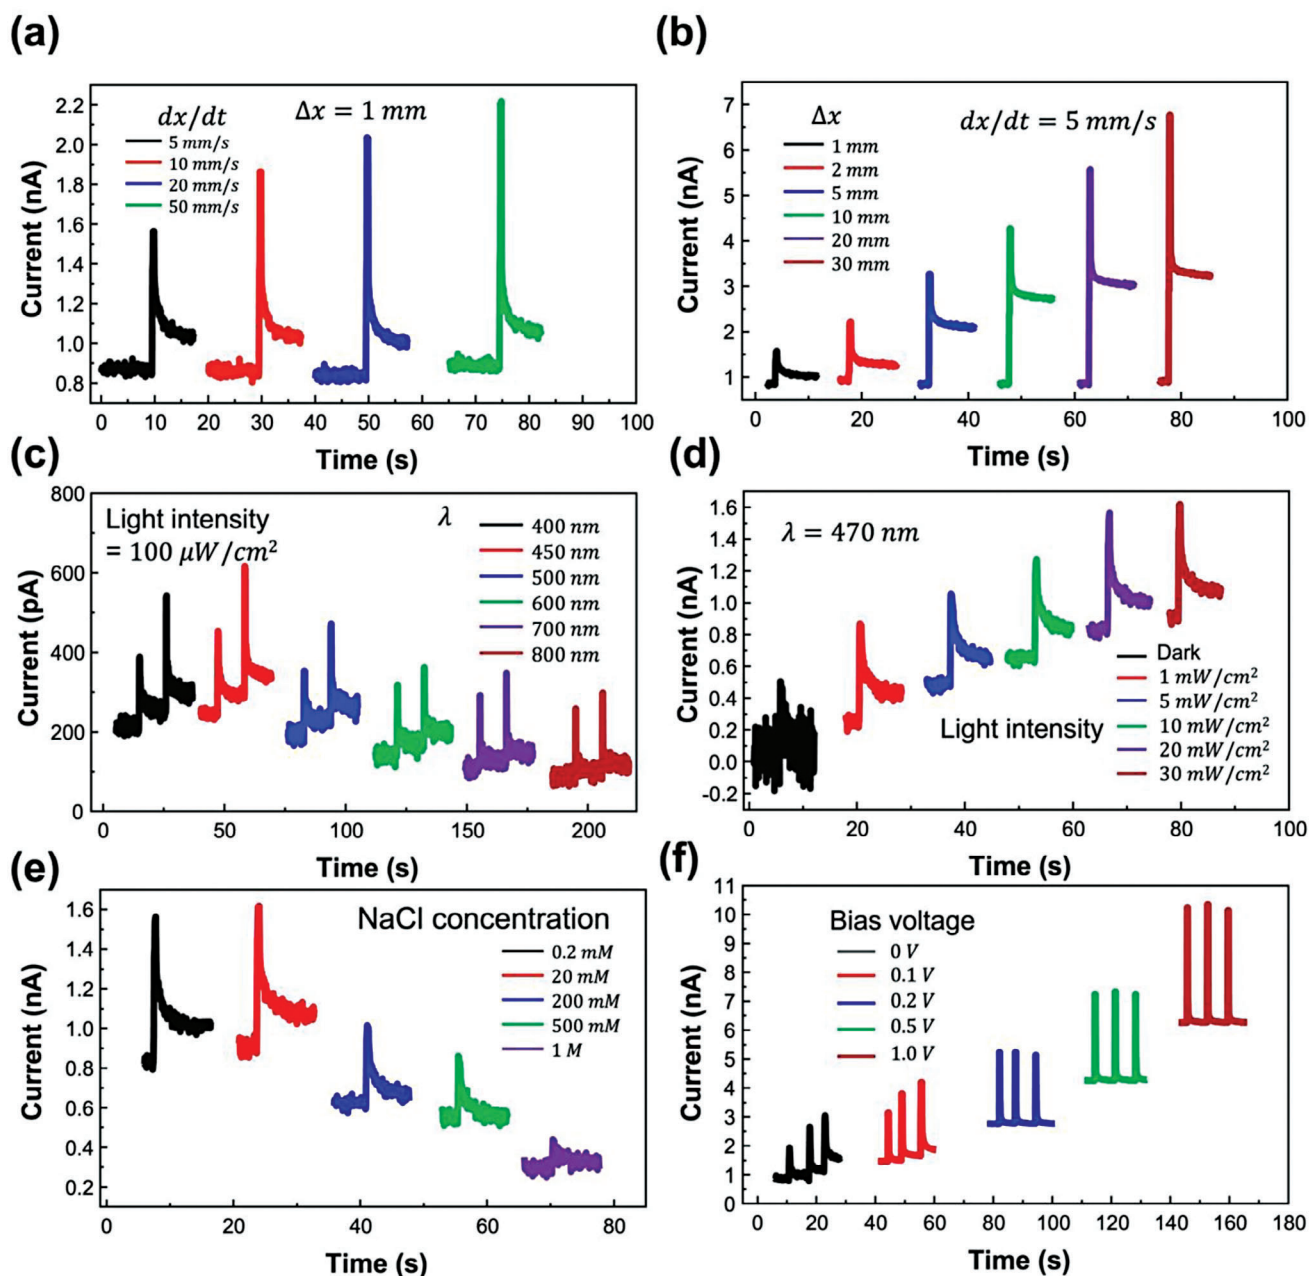 (a)
dx/dt
Δx = 1 mm
5 mm/s
10 mm/s
20 mm/s
50 mm/s
2.2
2.0
1.8
1.6
1.4
1.2
1.0
0.8
Current (nA)
0 10 20 30 40 50 60 70 80 90 100
Time (s)
(b)
Δx
dx/dt = 5 mm/s
1 mm
2 mm
5 mm
10 mm
20 mm
30 mm
7
6
5
4
3
2
1
Current (nA)
0 20 40 60 80 100
Time (s)
(c)
Light intensity
= 100 μW/cm²
λ
400 nm
450 nm
500 nm
600 nm
700 nm
800 nm
800
600
400
200
0
Current (pA)
0 50 100 150 200
Time (s)
(d)
λ = 470 nm
1.6
1.4
1.2
1.0
0.8
0.6
0.4
0.2
0.0
-0.2
Current (nA)
Light intensity
Dark
1 mW/cm²
5 mW/cm²
10 mW/cm²
20 mW/cm²
30 mW/cm²
0 20 40 60 80 100
Time (s)
(e)
NaCl concentration
0.2 mM
20 mM
200 mM
500 mM
1 M
1.6
1.4
1.2
1.0
0.8
0.6
0.4
0.2
Current (nA)
0 20 40 60 80
Time (s)
(f)
Bias voltage
0 V
0.1 V
0.2 V
0.5 V
1.0 V
11
10
9
8
7
6
5
4
3
2
1
0
Current (nA)
0 20 40 60 80 100 120 140 160 180
Time (s)